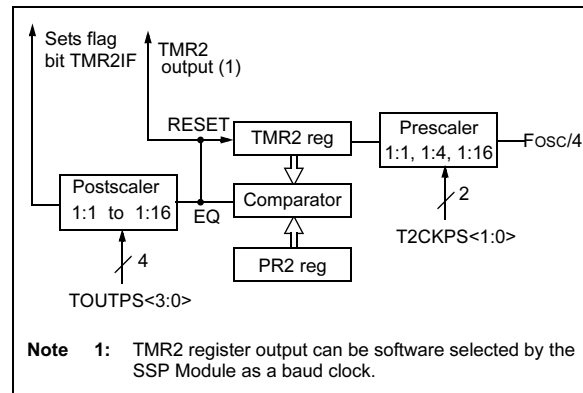 Sets flag
bit TMR2IF
TMR2
output (1)
RESET
TMR2 reg
Prescaler
1:1, 1:4, 1:16
FOSC/4
2
T2CKPS<1:0>
Postscaler
1:1 to 1:16
EQ
Comparator
4
TOUTPS<3:0>
PR2 reg
Note 1: TMR2 register output can be software selected by the
SSP Module as a baud clock.